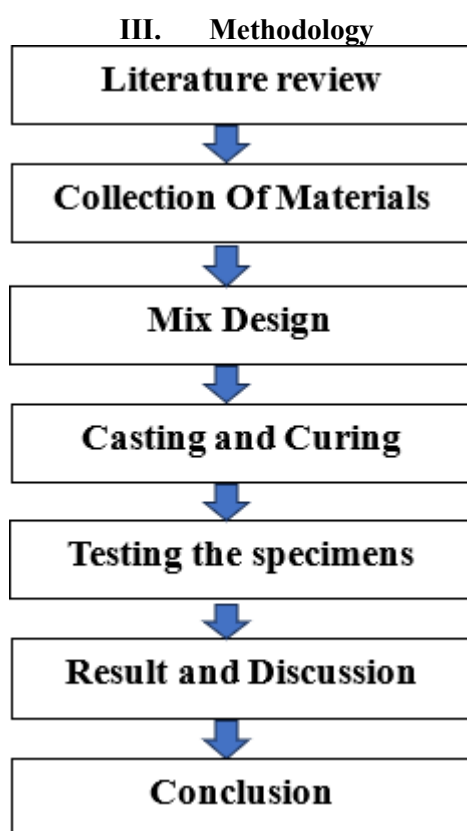 III. Methodology
Literature review
Collection Of Materials
Mix Design
Casting and Curing
Testing the specimens
Result and Discussion
Conclusion